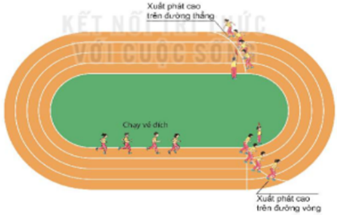 Xuất phát cao
trên đường thẳng
KẾT NỐI TRI THỨC
VỚI CUỘC SỐNG
Chạy về đích
Xuất phát cao
trên đường vòng